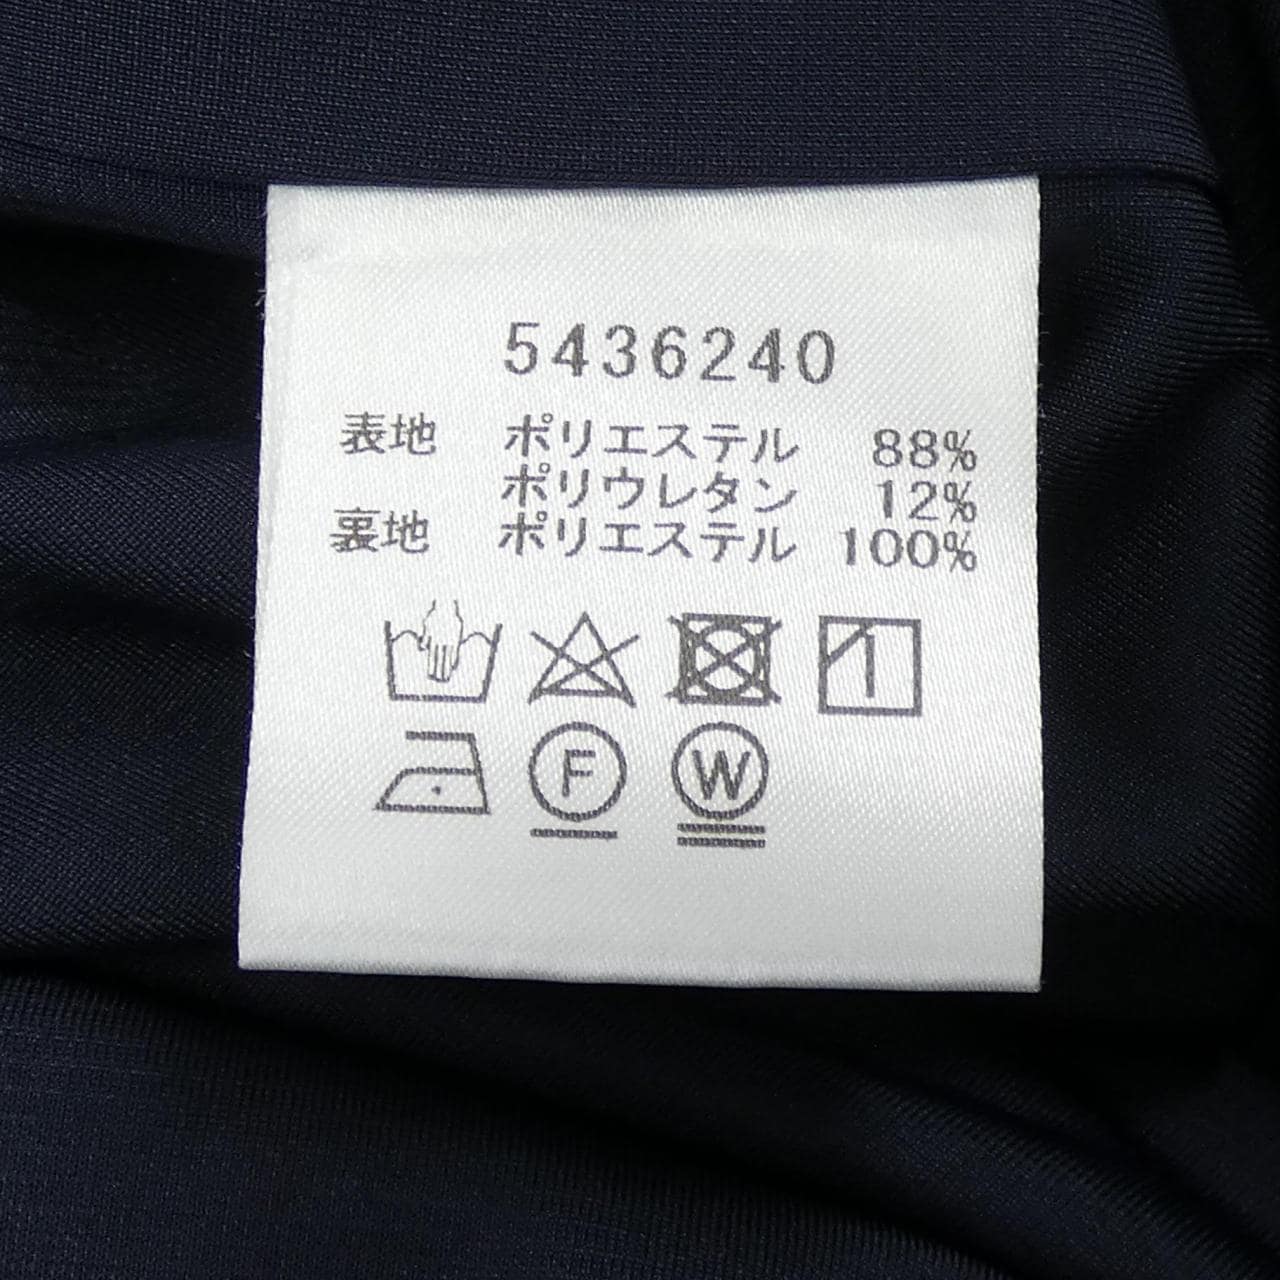 5436240
表地 ポリエステル 88%
ポリウレタン 12%
裏地 ポリエステル 100%
F W